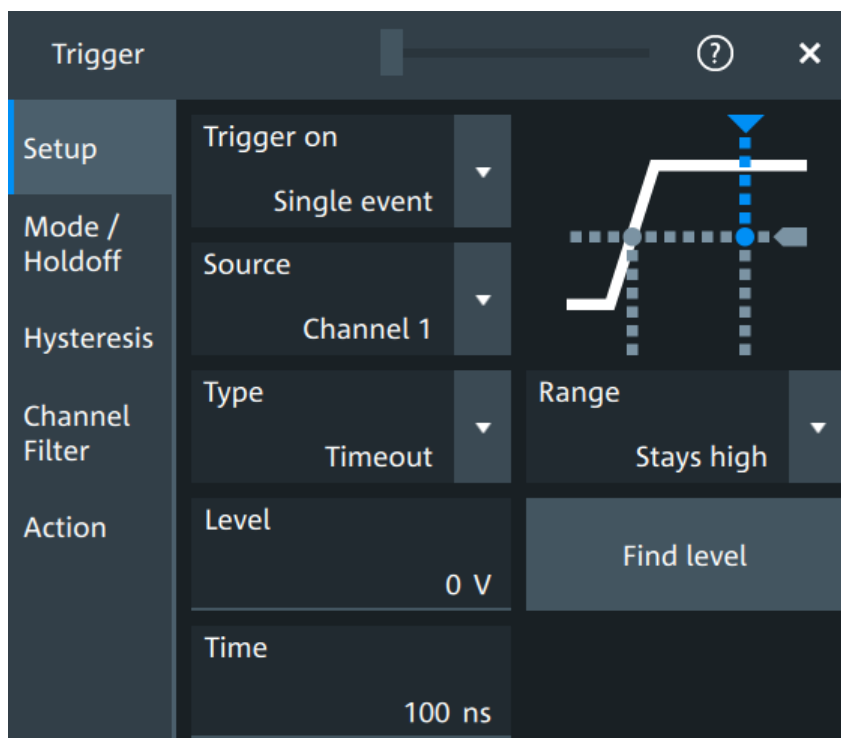 Trigger
?
Setup
Mode /
Holdoff
Hysteresis
Channel
Filter
Action
Trigger on
Single event
Source
Channel 1
Type
Timeout
Range
Stays high
Level
0 V
Find level
Time
100 ns